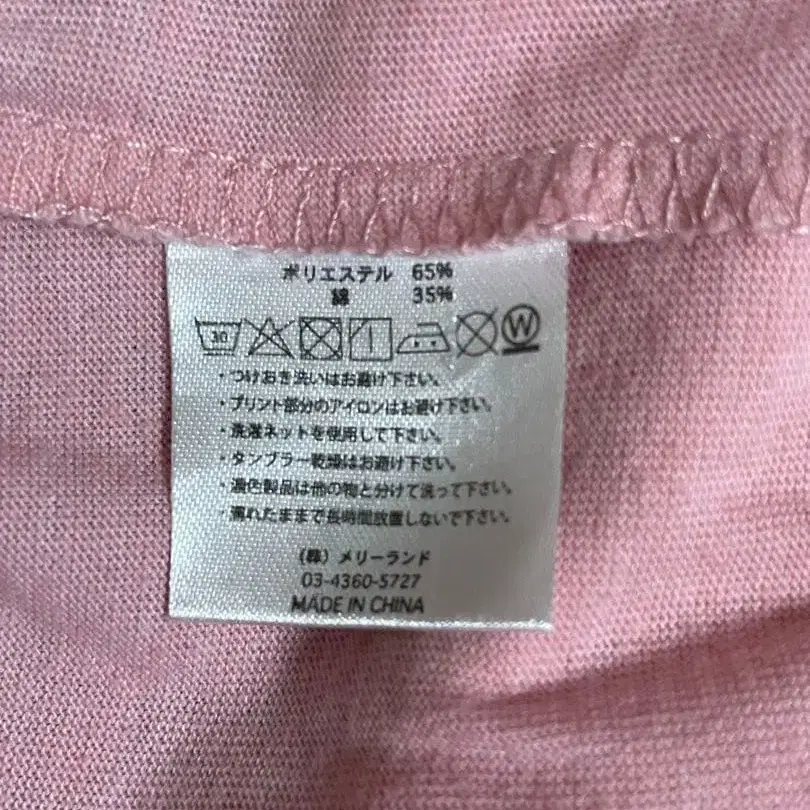 ポリエステル 65%
綿 35%
30 W
・つけおき洗いはお避け下さい。
・プリント部分のアイロンはお避け下さい。
・洗濯ネットを使用して下さい。
・タンブラー乾燥はお避け下さい。
・濃色製品は他の物と分けて洗って下さい。
・濡れたままで長時間放置しないで下さい。
(株) メリーランド
03-4360-5727
MADE IN CHINA